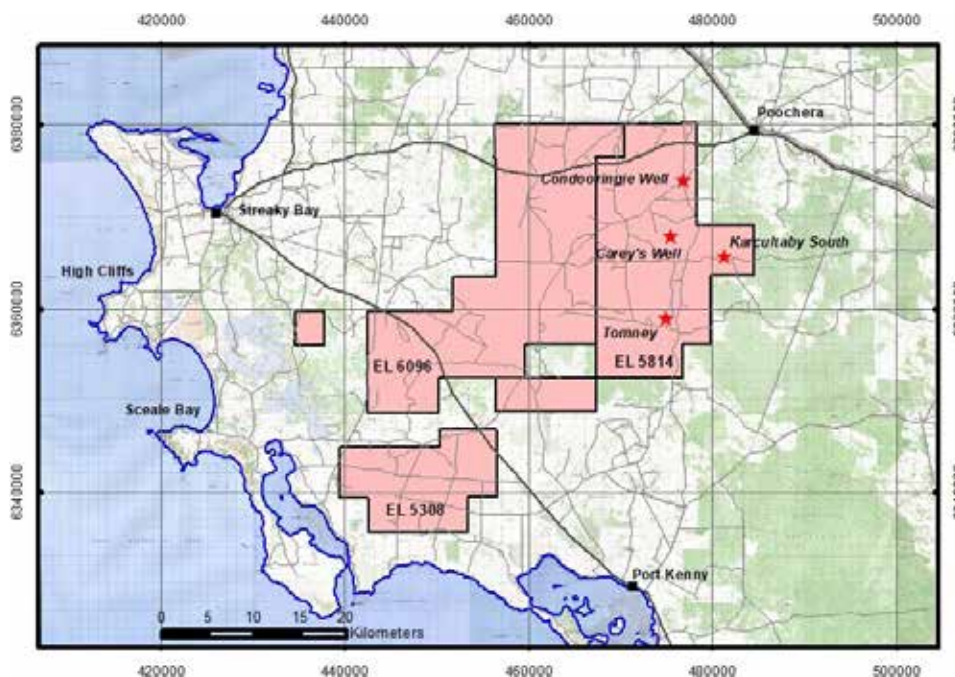 420000 440000 460000 480000 500000
6380000
Poochera
Condooringie Well
Streaky Bay
Karcultaby South
Carey's Well
High Cliffs
6360000
Tomney
EL 6096
EL 5814
Sceale Bay
6340000
EL 5308
Port Kenny
0 5 10 20
Kilometers
420000 440000 460000 480000 500000